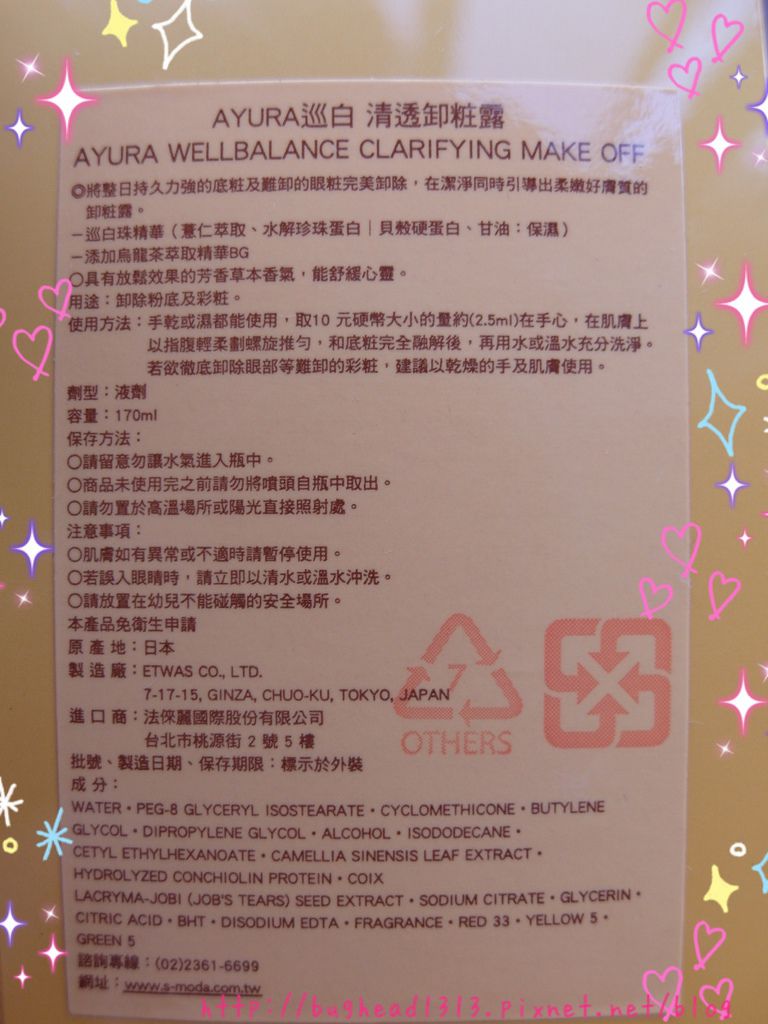 AYURA巡白 清透卸粧露
AYURA WELLBALANCE CLARIFYING MAKE OFF
◎將整日持久力強的底粧及難卸的眼粧完美卸除，在潔淨同時引導出柔嫩好膚質的
卸粧露。
－巡白珠精華（薏仁萃取、水解珍珠蛋白｜貝殼硬蛋白、甘油：保濕）
－添加烏龍茶萃取精華BG
○具有放鬆效果的芳香草本香氣，能舒緩心靈。
用途：卸除粉底及彩粧。
使用方法：手乾或濕都能使用，取10 元硬幣大小的量約(2.5ml)在手心，在肌膚上
以指腹輕柔劃螺旋推勻，和底粧完全融解後，再用水或溫水充分洗淨。
若欲徹底卸除眼部等難卸的彩粧，建議以乾燥的手及肌膚使用。
劑型：液劑
容量：170ml
保存方法：
○請留意勿讓水氣進入瓶中。
○商品未使用完之前請勿將噴頭自瓶中取出。
○請勿置於高溫場所或陽光直接照射處。
注意事項：
○肌膚如有異常或不適時請暫停使用。
○若誤入眼睛時，請立即以清水或溫水沖洗。
○請放置在幼兒不能碰觸的安全場所。
本產品免衛生申請
原 產 地：日本
製 造 廠：ETWAS CO., LTD.
7-17-15, GINZA, CHUO-KU, TOKYO, JAPAN
進 口 商：法倈麗國際股份有限公司
台北市桃源街 2 號 5 樓
7
OTHERS
批號、製造日期、保存期限：標示於外裝
成 分：
WATER・PEG-8 GLYCERYL ISOSTEARATE・CYCLOMETHICONE・BUTYLENE
GLYCOL・DIPROPYLENE GLYCOL・ALCOHOL・ISODODECANE・
CETYL ETHYLHEXANOATE・CAMELLIA SINENSIS LEAF EXTRACT・
HYDROLYZED CONCHIOLIN PROTEIN・COIX
LACRYMA-JOBI (JOB'S TEARS) SEED EXTRACT・SODIUM CITRATE・GLYCERIN・
CITRIC ACID・BHT・DISODIUM EDTA・FRAGRANCE・RED 33・YELLOW 5・
GREEN 5
諮詢專線：(02)2361-6699
網址：www.s-moda.com.tw
http://bughead1313.pixnet.net/blog